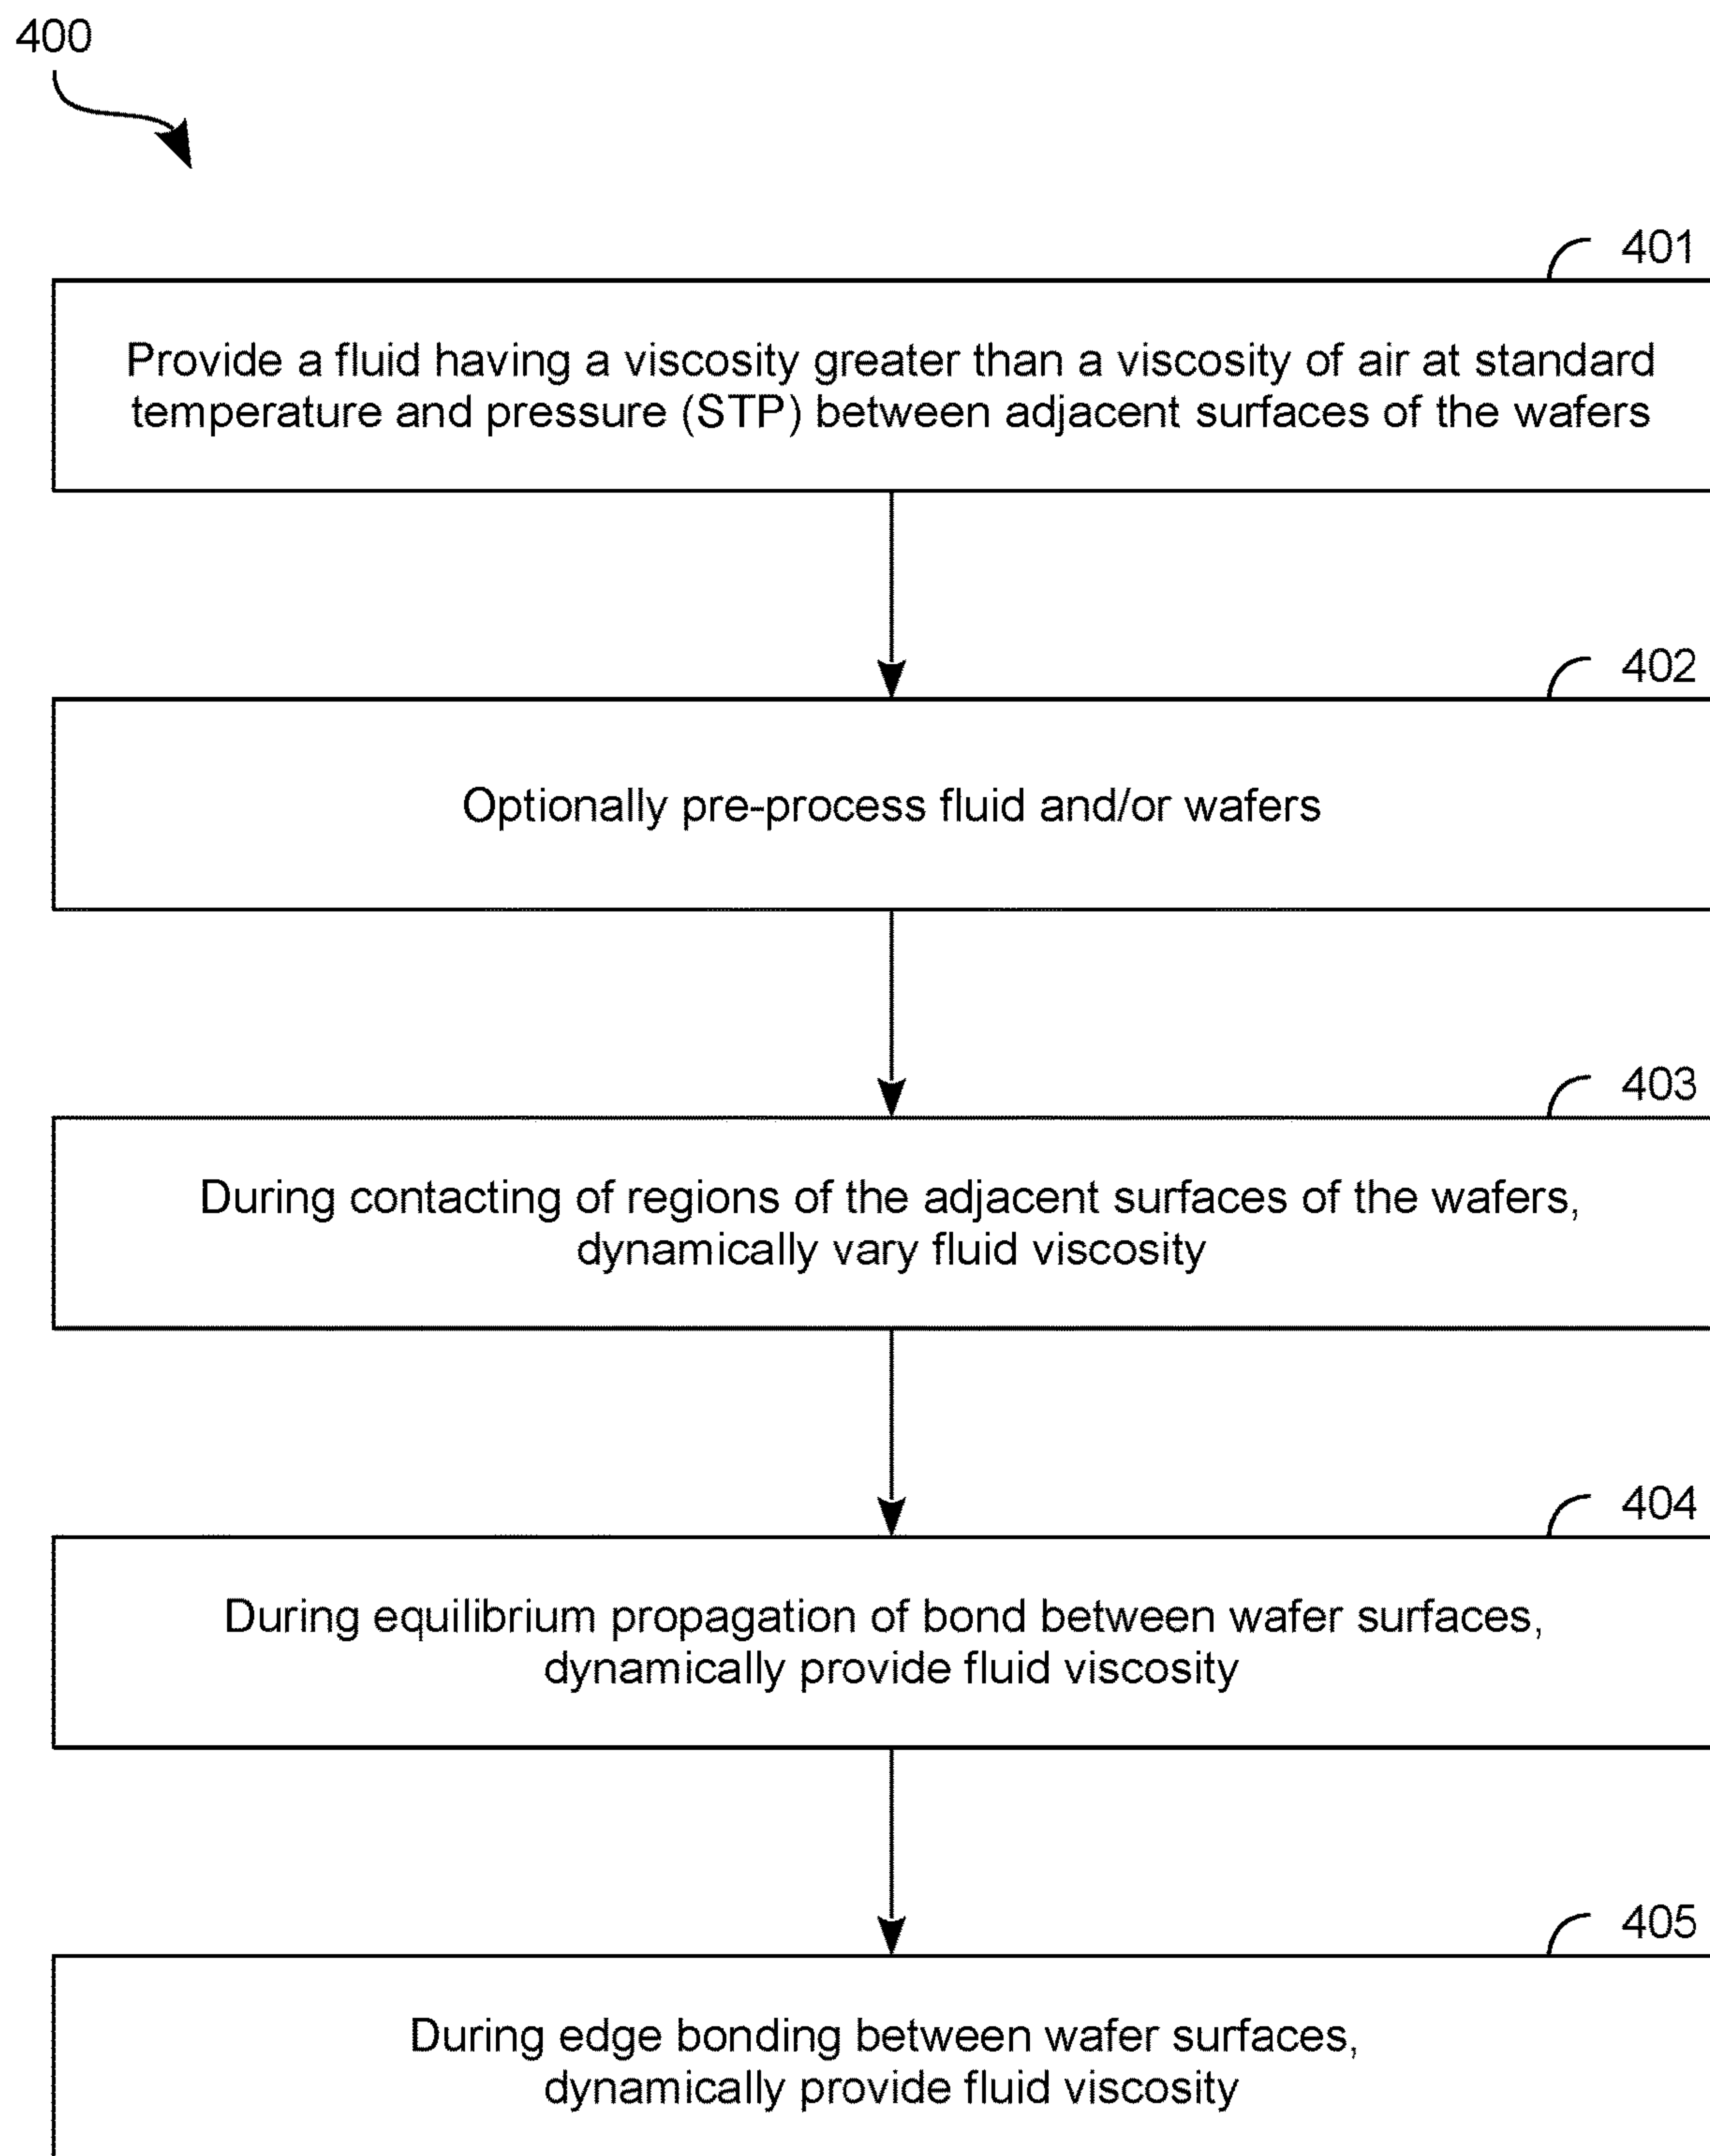 400
401
Provide a fluid having a viscosity greater than a viscosity of air at standard
temperature and pressure (STP) between adjacent surfaces of the wafers
402
Optionally pre-process fluid and/or wafers
403
During contacting of regions of the adjacent surfaces of the wafers,
dynamically vary fluid viscosity
404
During equilibrium propagation of bond between wafer surfaces,
dynamically provide fluid viscosity
405
During edge bonding between wafer surfaces,
dynamically provide fluid viscosity